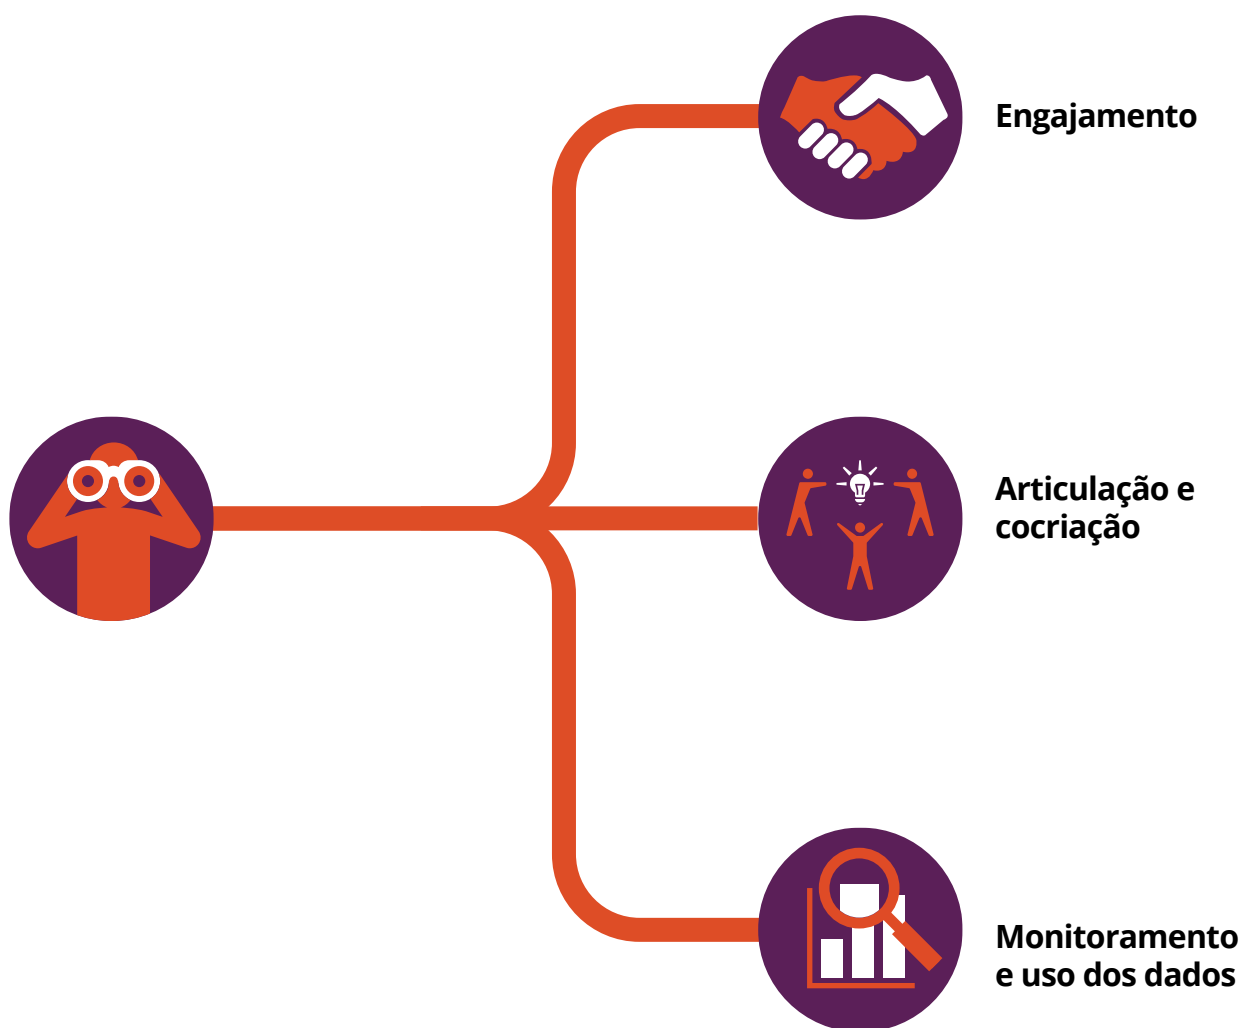 Engajamento
Articulação e
cocriação
Monitoramento
e uso dos dados